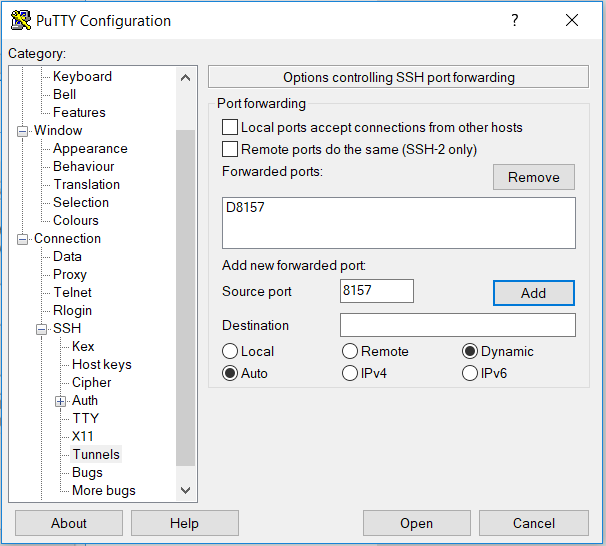 PuTTY Configuration
Category:
Keyboard
Bell
Features
Window
Appearance
Behaviour
Translation
Selection
Colours
Connection
Data
Proxy
Telnet
Rlogin
SSH
Kex
Host keys
Cipher
Auth
TTY
X11
Tunnels
Bugs
More bugs
Options controlling SSH port forwarding
Port forwarding
Local ports accept connections from other hosts
Remote ports do the same (SSH-2 only)
Forwarded ports:
Remove
D8157
Add new forwarded port:
Source port 8157 Add
Destination
Local Remote Dynamic
Auto IPv4 IPv6
About Help Open Cancel